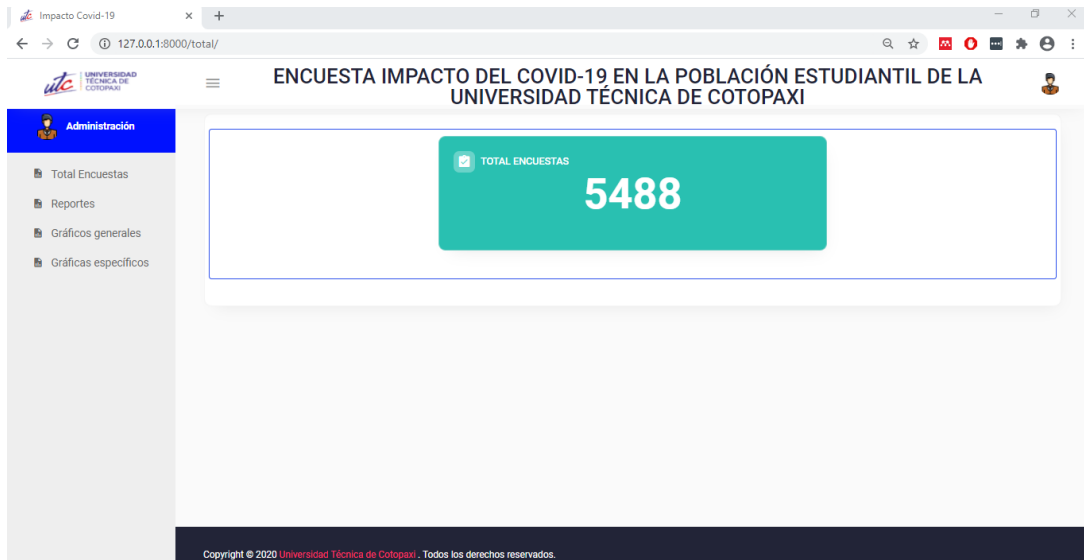 Impacto Covid-19
127.0.0.1:8000/total/
utc
UNIVERSIDAD
TÉCNICA DE
COTOPAXI
ENCUESTA IMPACTO DEL COVID-19 EN LA POBLACIÓN ESTUDIANTIL DE LA
UNIVERSIDAD TÉCNICA DE COTOPAXI
Administración
Total Encuestas
Reportes
Gráficos generales
Gráficas específicos
TOTAL ENCUESTAS
5488
Copyright © 2020 Universidad Técnica de Cotopaxi . Todos los derechos reservados.